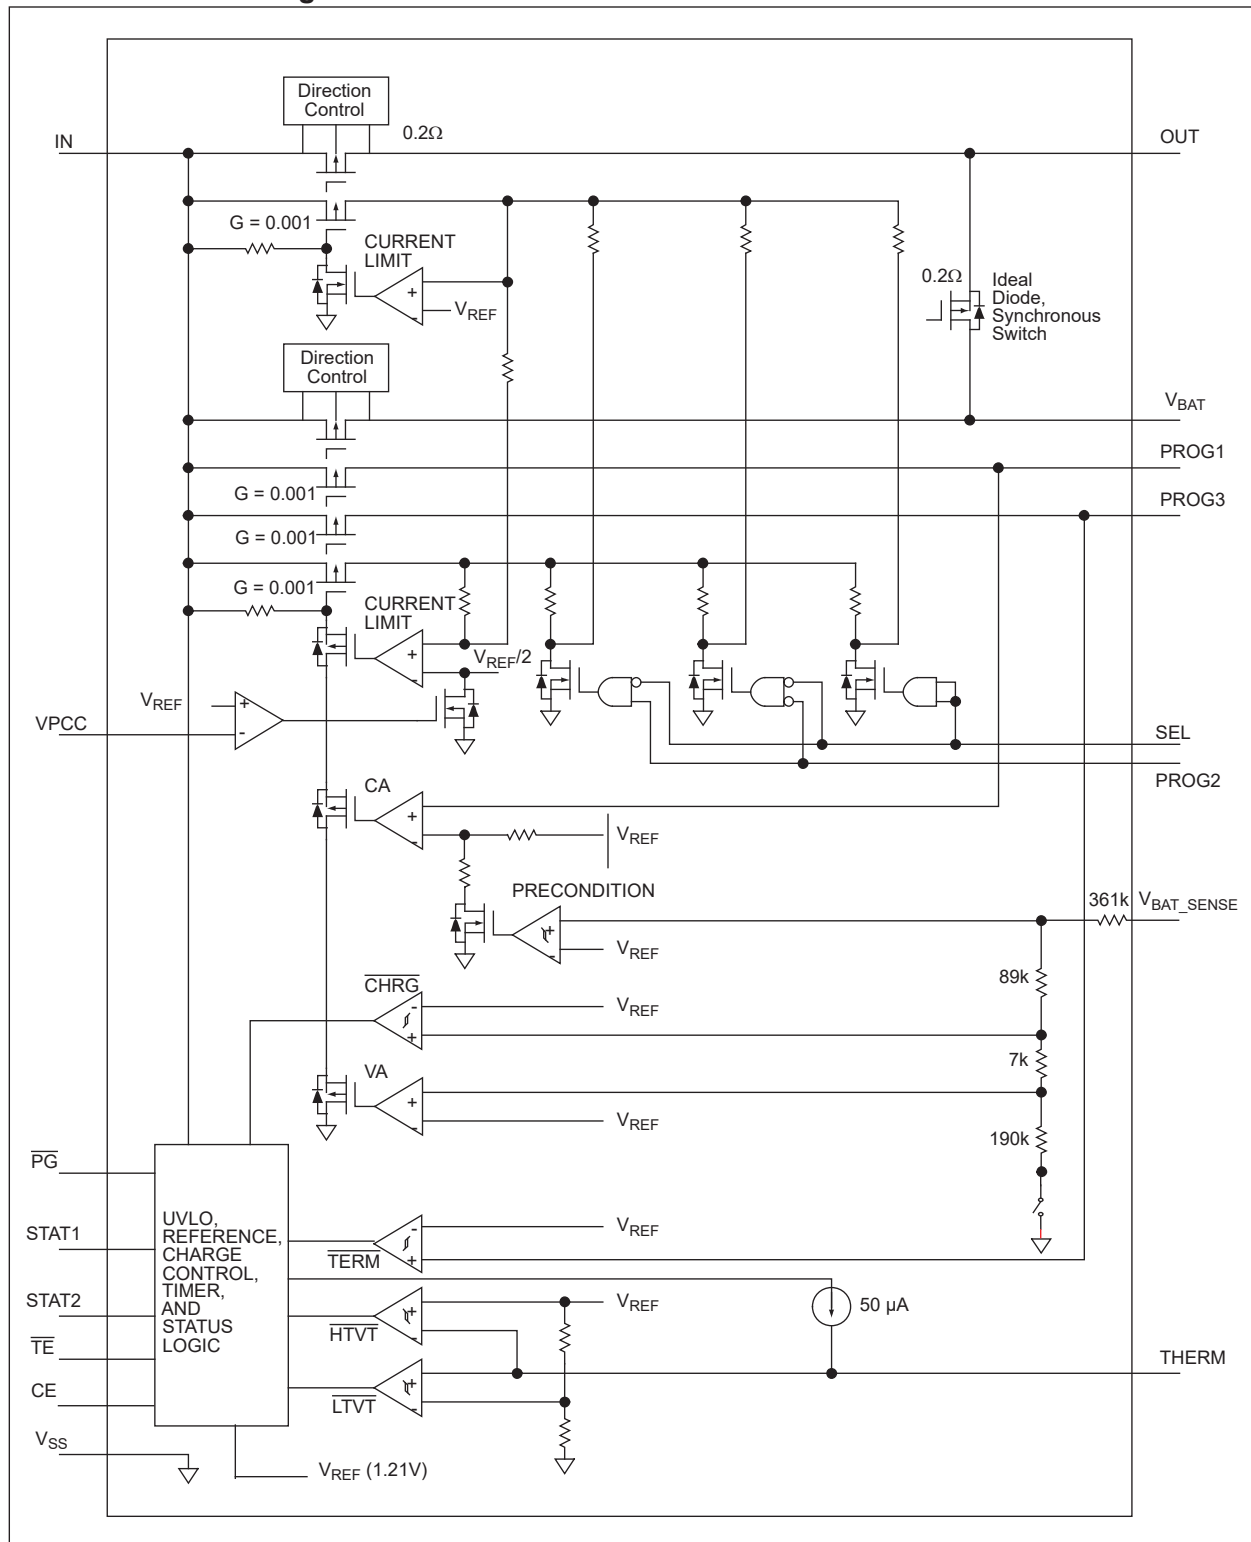 Direction
Control
0.2Ω
IN
OUT
G = 0.001
CURRENT
LIMIT
+
-
VREF
0.2Ω
Ideal
Diode,
Synchronous
Switch
Direction
Control
VBAT
PROG1
G = 0.001
PROG3
G = 0.001
G = 0.001
CURRENT
LIMIT
+
-
VREF/2
VREF
+
-
VPCC
SEL
PROG2
CA
+
-
VREF
PRECONDITION
+
-
VREF
361k
VBAT_SENSE
89k
CHRG
-
+
VREF
7k
VA
+
-
VREF
190k
PG
STAT1
STAT2
TE
CE
VSS
UVLO,
REFERENCE,
CHARGE
CONTROL,
TIMER,
AND
STATUS
LOGIC
-
+
TERM
VREF
+
-
HTVT
VREF
50 µA
+
-
LTVT
THERM
VREF (1.21V)